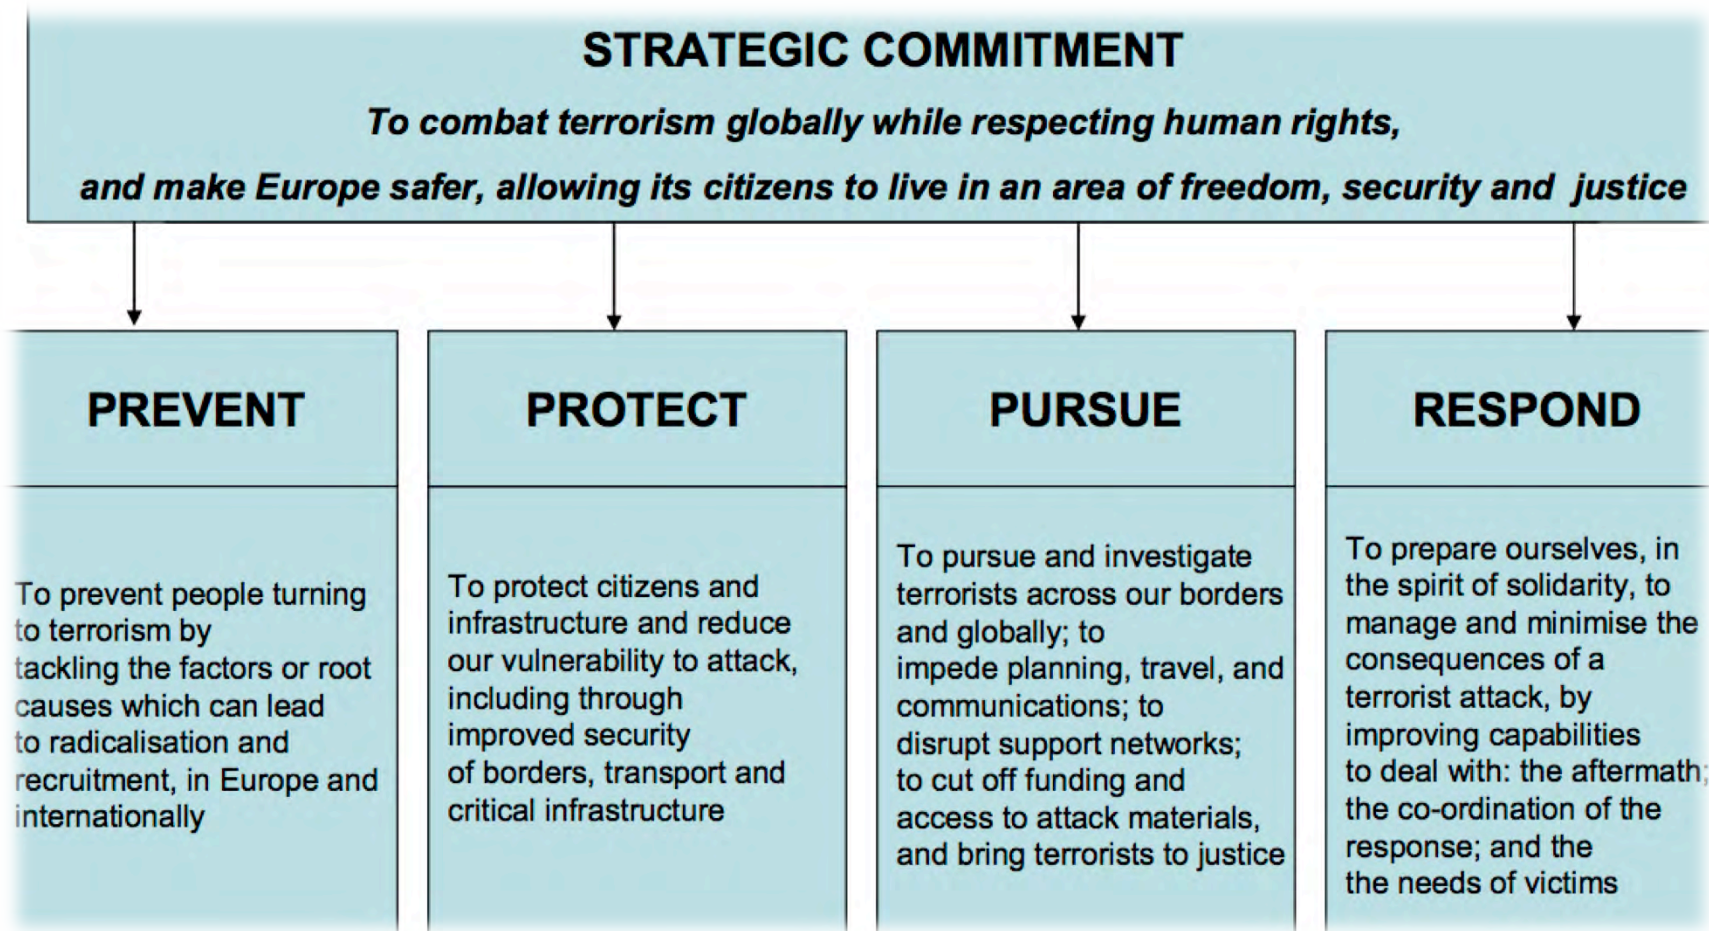 STRATEGIC COMMITMENT
To combat terrorism globally while respecting human rights,
and make Europe safer, allowing its citizens to live in an area of freedom, security and justice
PREVENT
To prevent people turning
to terrorism by
tackling the factors or root
causes which can lead
to radicalisation and
recruitment, in Europe and
internationally
PROTECT
To protect citizens and
infrastructure and reduce
our vulnerability to attack,
including through
improved security
of borders, transport and
critical infrastructure
PURSUE
To pursue and investigate
terrorists across our borders
and globally; to
impede planning, travel, and
communications; to
disrupt support networks;
to cut off funding and
access to attack materials,
and bring terrorists to justice
RESPOND
To prepare ourselves, in
the spirit of solidarity, to
manage and minimise the
consequences of a
terrorist attack, by
improving capabilities
to deal with: the aftermath;
the co-ordination of the
response; and the
the needs of victims